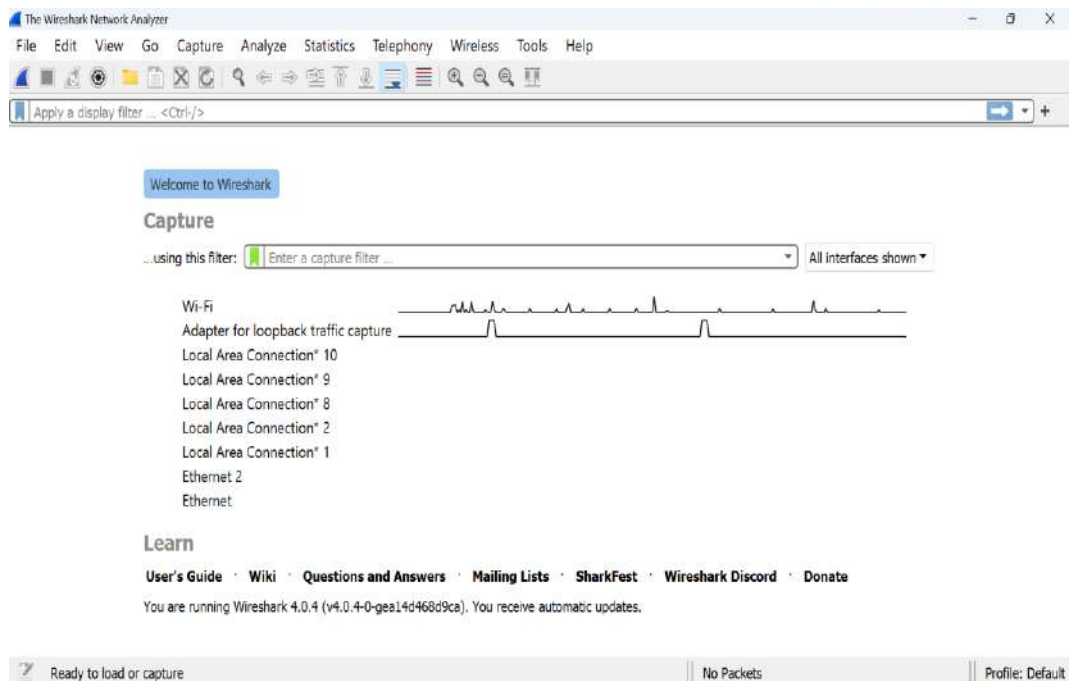 The Wireshark Network Analyzer
File Edit View Go Capture Analyze Statistics Telephony Wireless Tools Help
Apply a display filter ... <Ctrl-/>
Welcome to Wireshark
Capture
...using this filter: Enter a capture filter ... All interfaces shown
Wi-Fi
Adapter for loopback traffic capture
Local Area Connection* 10
Local Area Connection* 9
Local Area Connection* 8
Local Area Connection* 2
Local Area Connection* 1
Ethernet 2
Ethernet
Learn
User's Guide · Wiki · Questions and Answers · Mailing Lists · SharkFest · Wireshark Discord · Donate
You are running Wireshark 4.0.4 (v4.0.4-0-gea14d468d9ca). You receive automatic updates.
Ready to load or capture No Packets Profile: Default